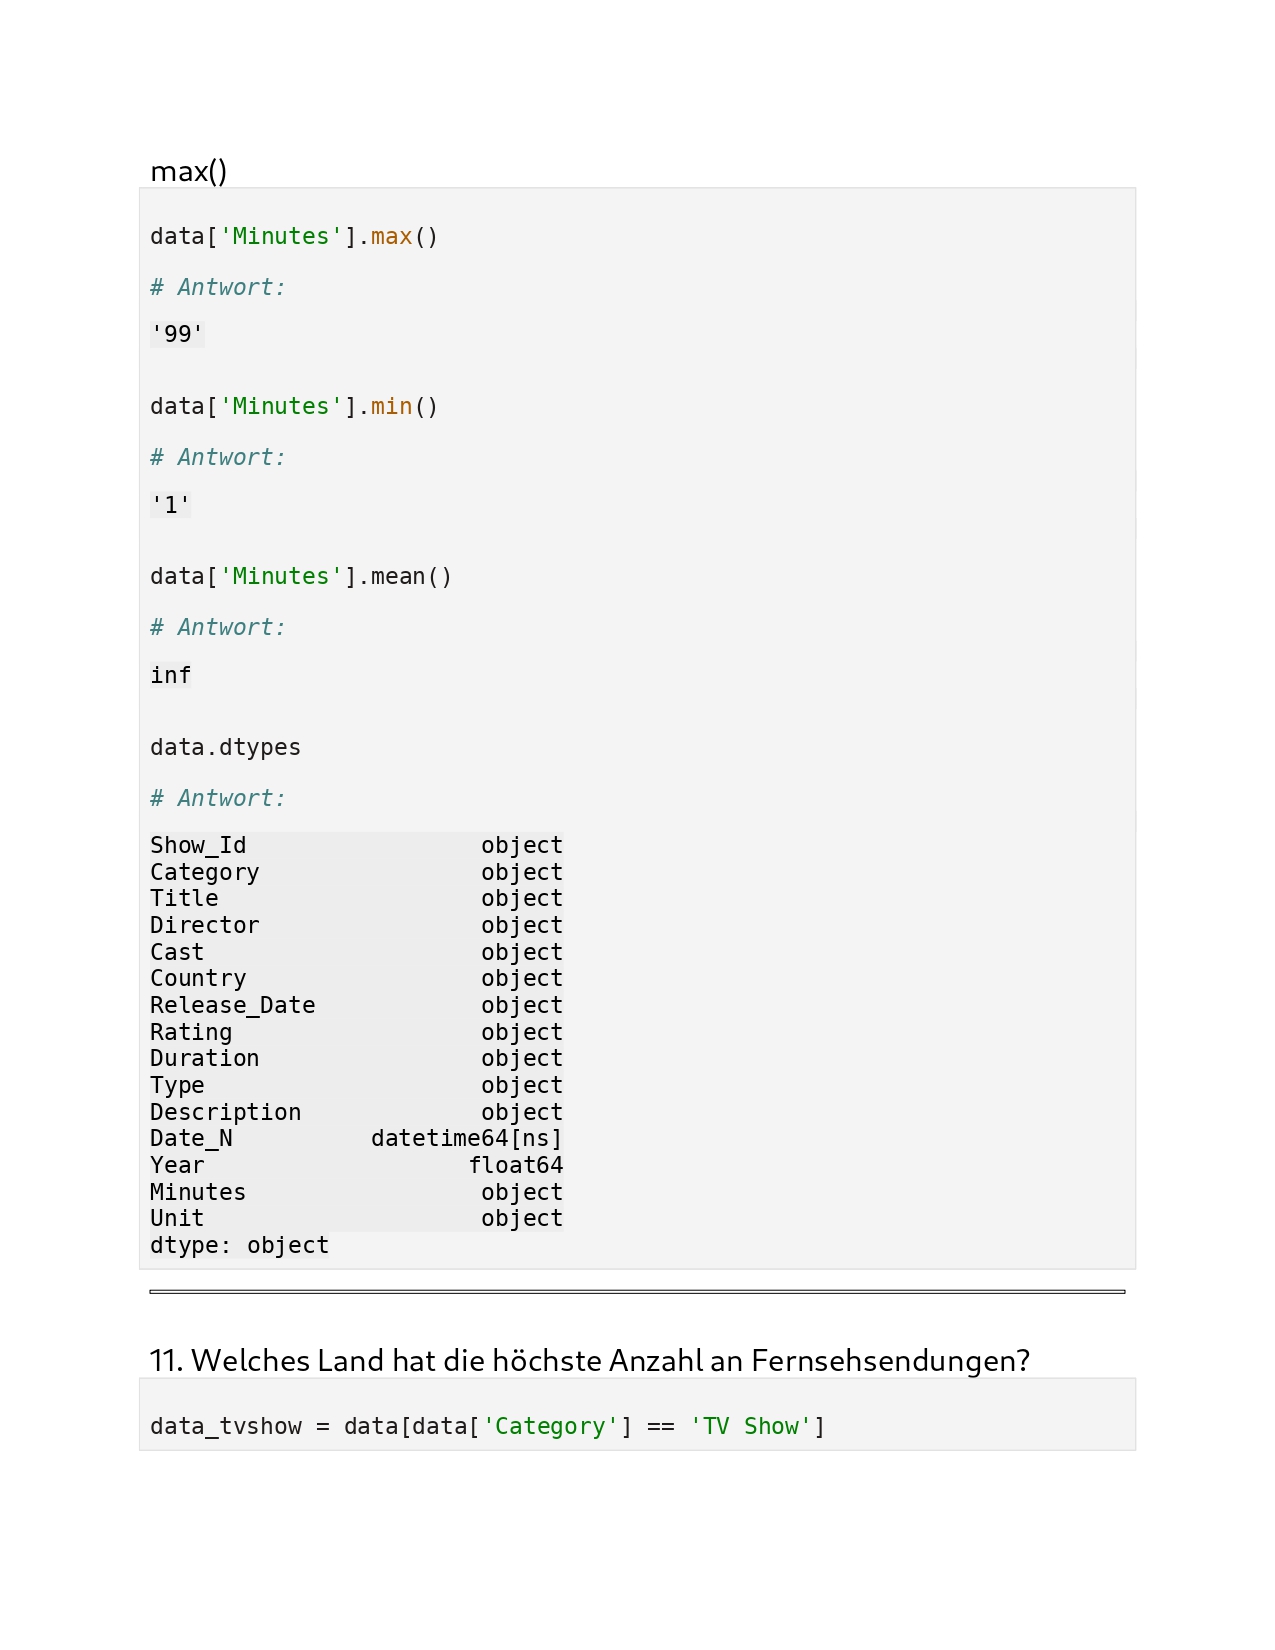 max()
data['Minutes'].max()
# Antwort:
'99'
data['Minutes'].min()
# Antwort:
'1'
data['Minutes'].mean()
# Antwort:
inf
data.dtypes
# Antwort:
Show_Id                 object
Category                object
Title                   object
Director                object
Cast                    object
Country                 object
Release_Date            object
Rating                  object
Duration                object
Type                    object
Description             object
Date_N          datetime64[ns]
Year                   float64
Minutes                 object
Unit                    object
dtype: object
11. Welches Land hat die höchste Anzahl an Fernsehsendungen?
data_tvshow = data[data['Category'] == 'TV Show']